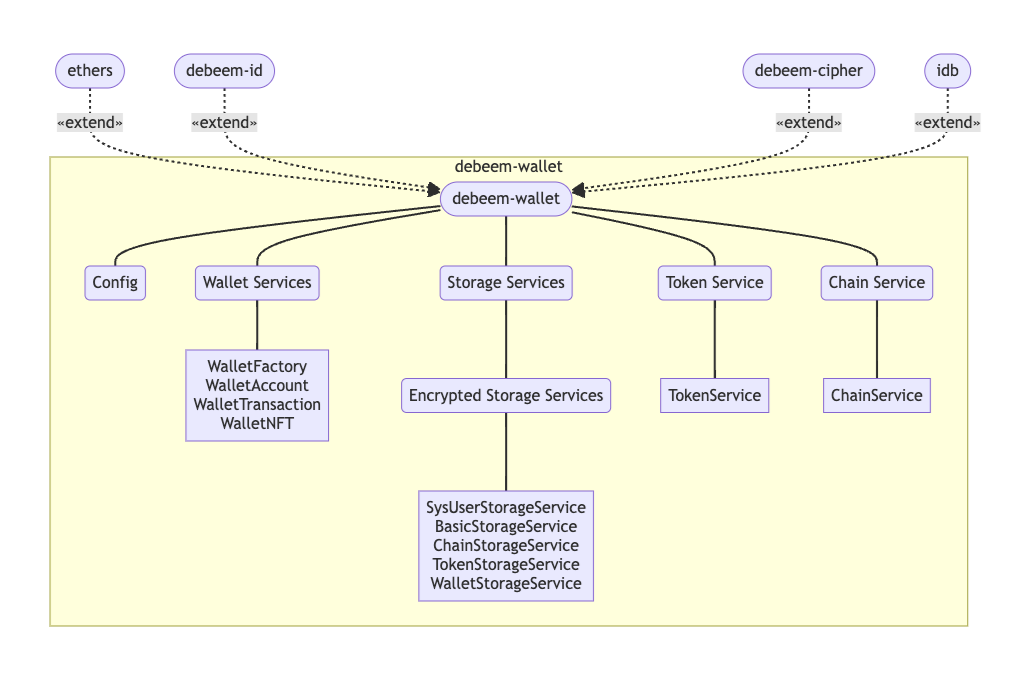 ethers
debeem-id
debeem-cipher
idb
«extend»
«extend»
«extend»
«extend»
debeem-wallet
debeem-wallet
Config
Wallet Services
Storage Services
Token Service
Chain Service
WalletFactory
WalletAccount
WalletTransaction
WalletNFT
Encrypted Storage Services
TokenService
ChainService
SysUserStorageService
BasicStorageService
ChainStorageService
TokenStorageService
WalletStorageService